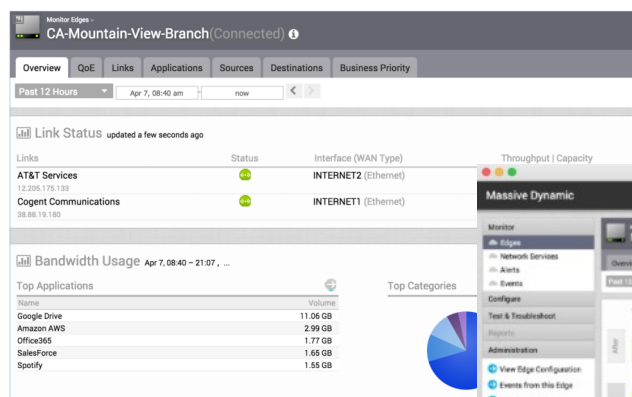 Monitor Edges
CA-Mountain-View-Branch(Connected)
Overview QoE Links Applications Sources Destinations Business Priority
Past 12 Hours Apr 7, 08:40 am - now
Link Status updated a few seconds ago
Links Status Interface (WAN Type) Throughput | Capacity
AT&T Services INTERNET2 (Ethernet)
12.205.175.133
Cogent Communications INTERNET1 (Ethernet)
38.88.19.180
Bandwidth Usage Apr 7, 08:40 – 21:07 , ...
Top Applications Top Categories
Name Volume
Google Drive 11.06 GB
Amazon AWS 2.99 GB
Office365 1.77 GB
SalesForce 1.65 GB
Spotify 1.55 GB
Massive Dynamic
Monitor
Edges
Network Services
Alerts
Events
Configure
Test & Troubleshoot
Reports
Administration
View Edge Configuration
Events from this Edge
After